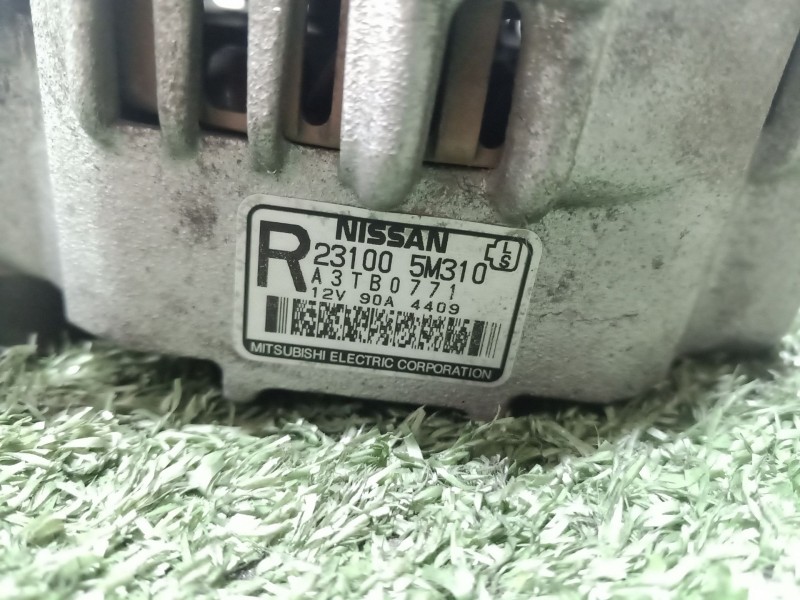 NISSAN
R 23100 5M310 L S
A3TB0771
12V 90A 4409
MITSUBISHI ELECTRIC CORPORATION